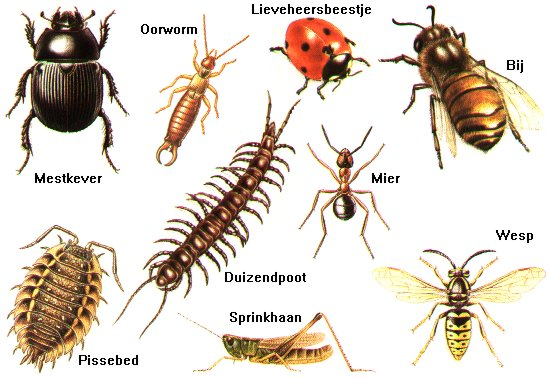 Lieveheersbeestje
Oorworm
Bij
Mestkever
Mier
Wesp
Duizendpoot
Sprinkhaan
Pissebed